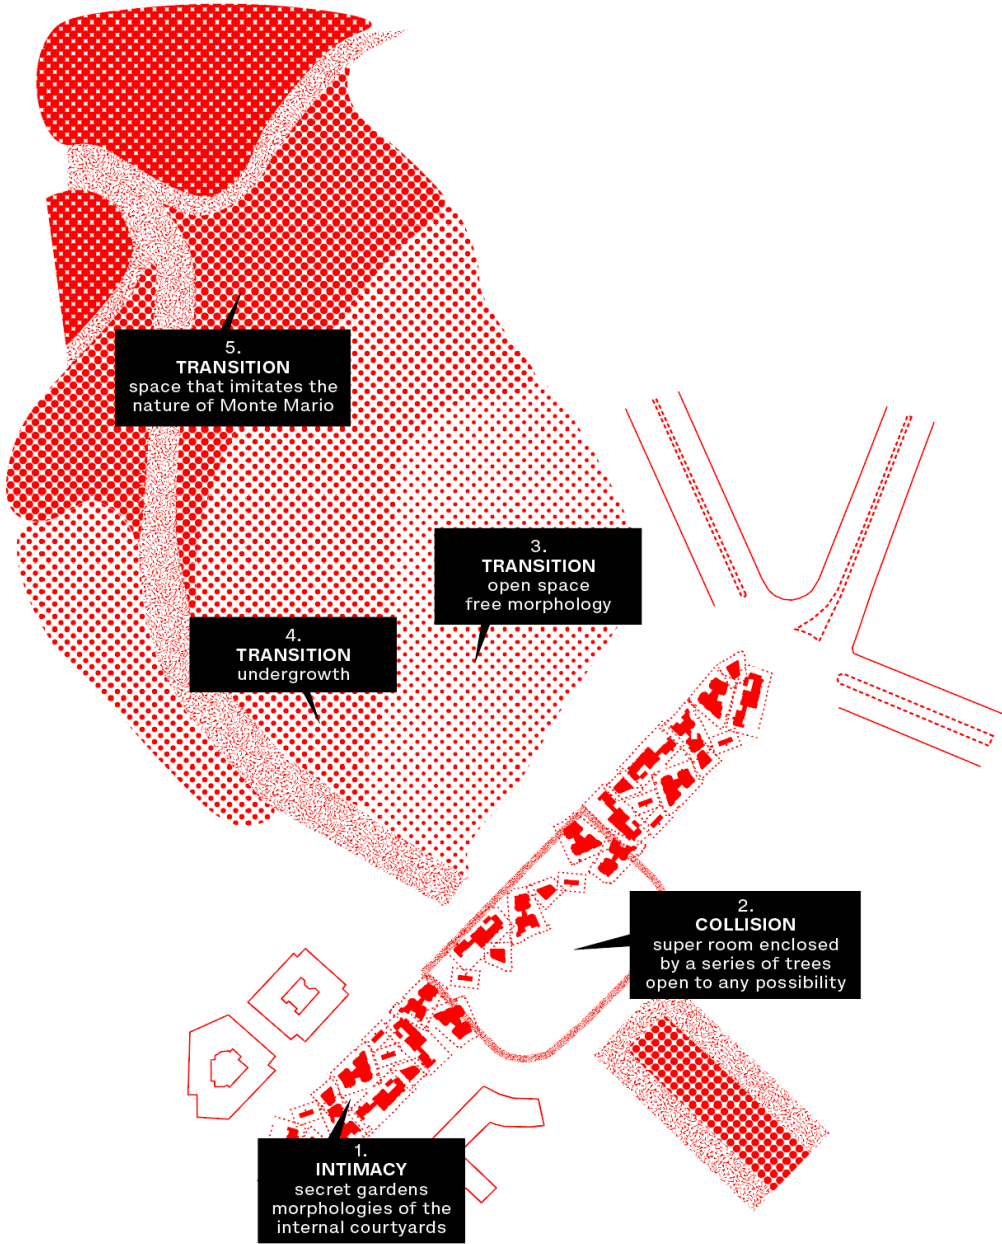 5.
TRANSITION
space that imitates the
nature of Monte Mario
3.
TRANSITION
open space
free morphology
4.
TRANSITION
undergrowth
2.
COLLISION
super room enclosed
by a series of trees
open to any possibility
1.
INTIMACY
secret gardens
morphologies of the
internal courtyards